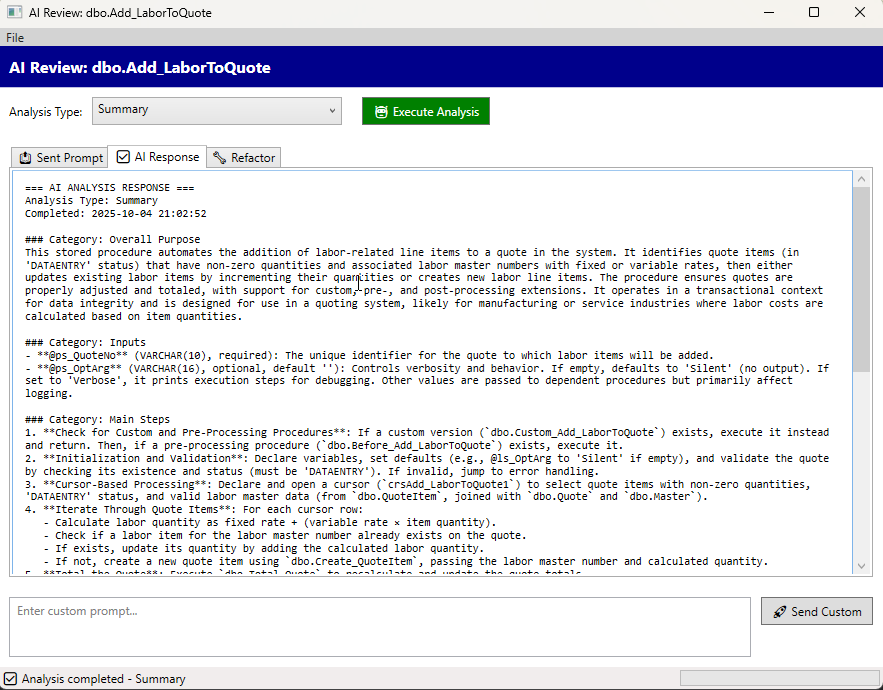 AI Review: dbo.Add_LaborToQuote
File
AI Review: dbo.Add_LaborToQuote
Analysis Type:
Summary
Execute Analysis
Sent Prompt
AI Response
Refactor
=== AI ANALYSIS RESPONSE ===
Analysis Type: Summary
Completed: 2025-10-04 21:02:52
### Category: Overall Purpose
This stored procedure automates the addition of labor-related line items to a quote in the system. It identifies quote items (in
'DATAENTRY' status) that have non-zero quantities and associated labor master numbers with fixed or variable rates, then either
updates existing labor items by incrementing their quantities or creates new labor line items. The procedure ensures quotes are
properly adjusted and totaled, with support for custom, pre-, and post-processing extensions. It operates in a transactional context
for data integrity and is designed for use in a quoting system, likely for manufacturing or service industries where labor costs are
calculated based on item quantities.
### Category: Inputs
- **@ps_QuoteNo** (VARCHAR(10), required): The unique identifier for the quote to which labor items will be added.
- **@ps_OptArg** (VARCHAR(16), optional, default ''): Controls verbosity and behavior. If empty, defaults to 'Silent' (no output). If
set to 'Verbose', it prints execution steps for debugging. Other values are passed to dependent procedures but primarily affect
logging.
### Category: Main Steps
1. **Check for Custom and Pre-Processing Procedures**: If a custom version (`dbo.Custom_Add_LaborToQuote`) exists, execute it instead
and return. Then, if a pre-processing procedure (`dbo.Before_Add_LaborToQuote`) exists, execute it.
2. **Initialization and Validation**: Declare variables, set defaults (e.g., @ls_OptArg to 'Silent' if empty), and validate the quote
by checking its existence and status (must be 'DATAENTRY'). If invalid, jump to error handling.
3. **Cursor-Based Processing**: Declare and open a cursor (`crsAdd_LaborToQuote1`) to select quote items with non-zero quantities,
'DATAENTRY' status, and valid labor master data (from `dbo.QuoteItem`, joined with `dbo.Quote` and `dbo.Master`).
4. **Iterate Through Quote Items**: For each cursor row:
- Calculate labor quantity as fixed rate + (variable rate × item quantity).
- Check if a labor item for the labor master number already exists on the quote.
- If exists, update its quantity by adding the calculated labor quantity.
- If not, create a new quote item using `dbo.Create_QuoteItem`, passing the labor master number and calculated quantity.
5. **Total the Quote**: Execute `dbo.Total_Quote` to recalculate and update the quote totals.
Enter custom prompt...
Send Custom
Analysis completed - Summary